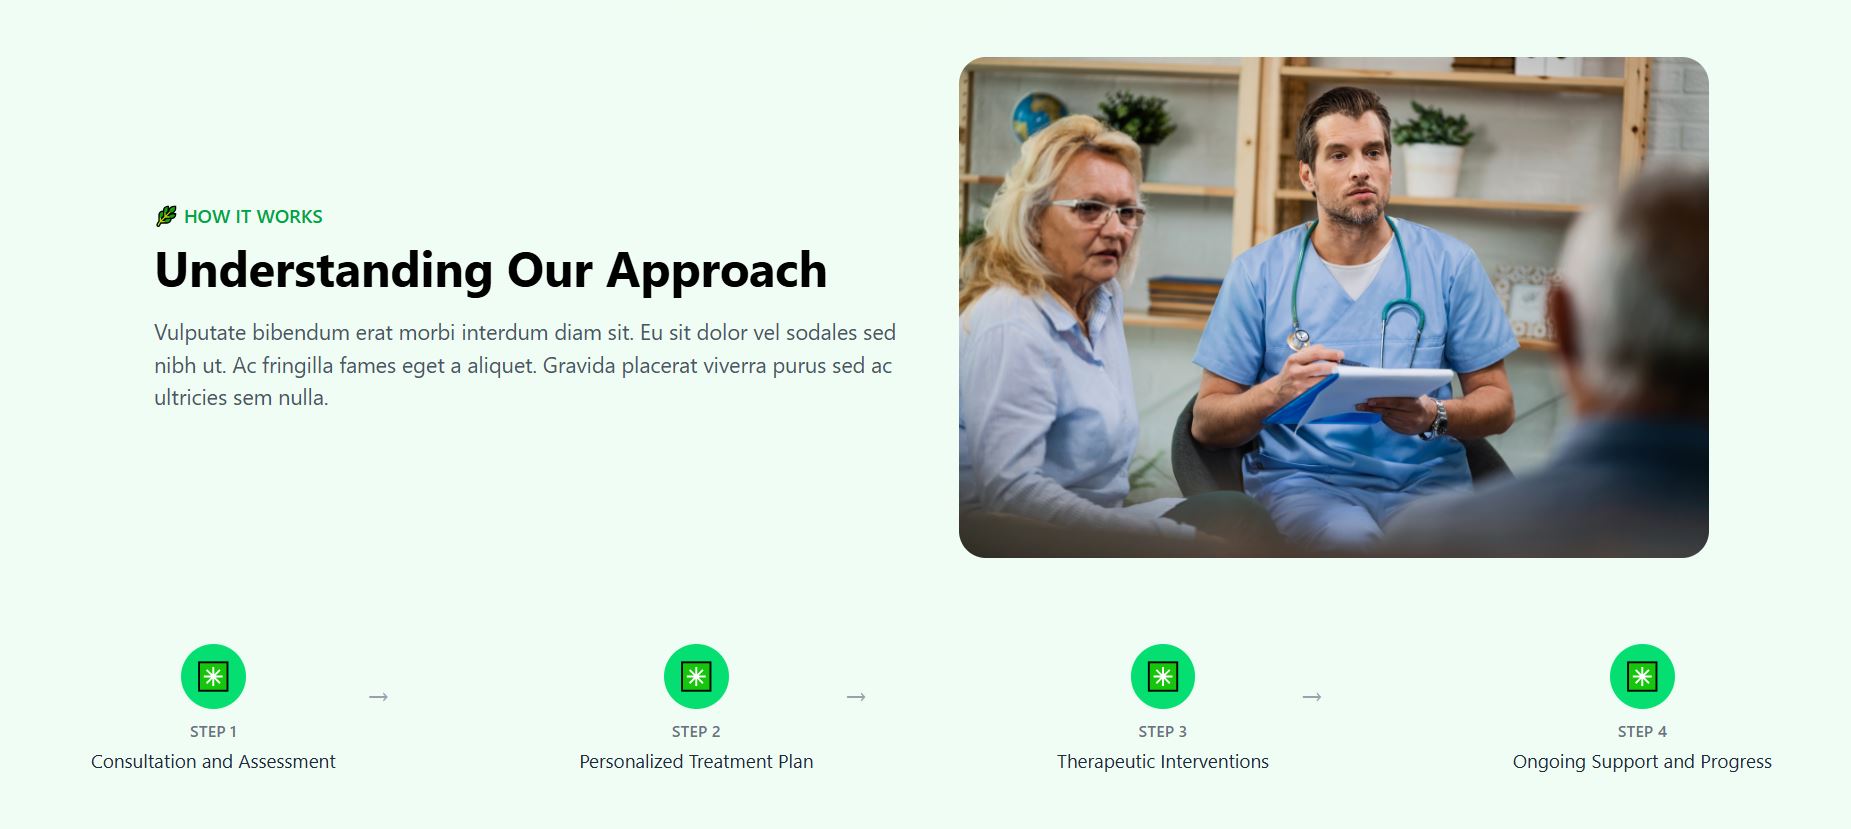 HOW IT WORKS
Understanding Our Approach
Vulputate bibendum erat morbi interdum diam sit. Eu sit dolor vel sodales sed
nibh ut. Ac fringilla fames eget a aliquet. Gravida placerat viverra purus sed ac
ultricies sem nulla.
STEP 1
Consultation and Assessment
STEP 2
Personalized Treatment Plan
STEP 3
Therapeutic Interventions
STEP 4
Ongoing Support and Progress